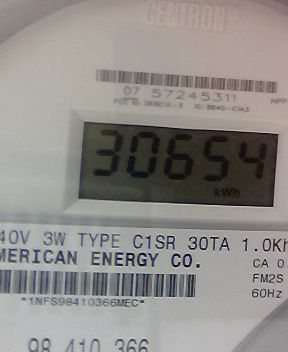 CENTRON®
07 57245311
30654
kWh
40V 3W TYPE C1SR 30TA 1.0Kh
MERICAN ENERGY CO.
CA 0.
FM2S
*1NFS98410366MEC*
60Hz
98 410 366